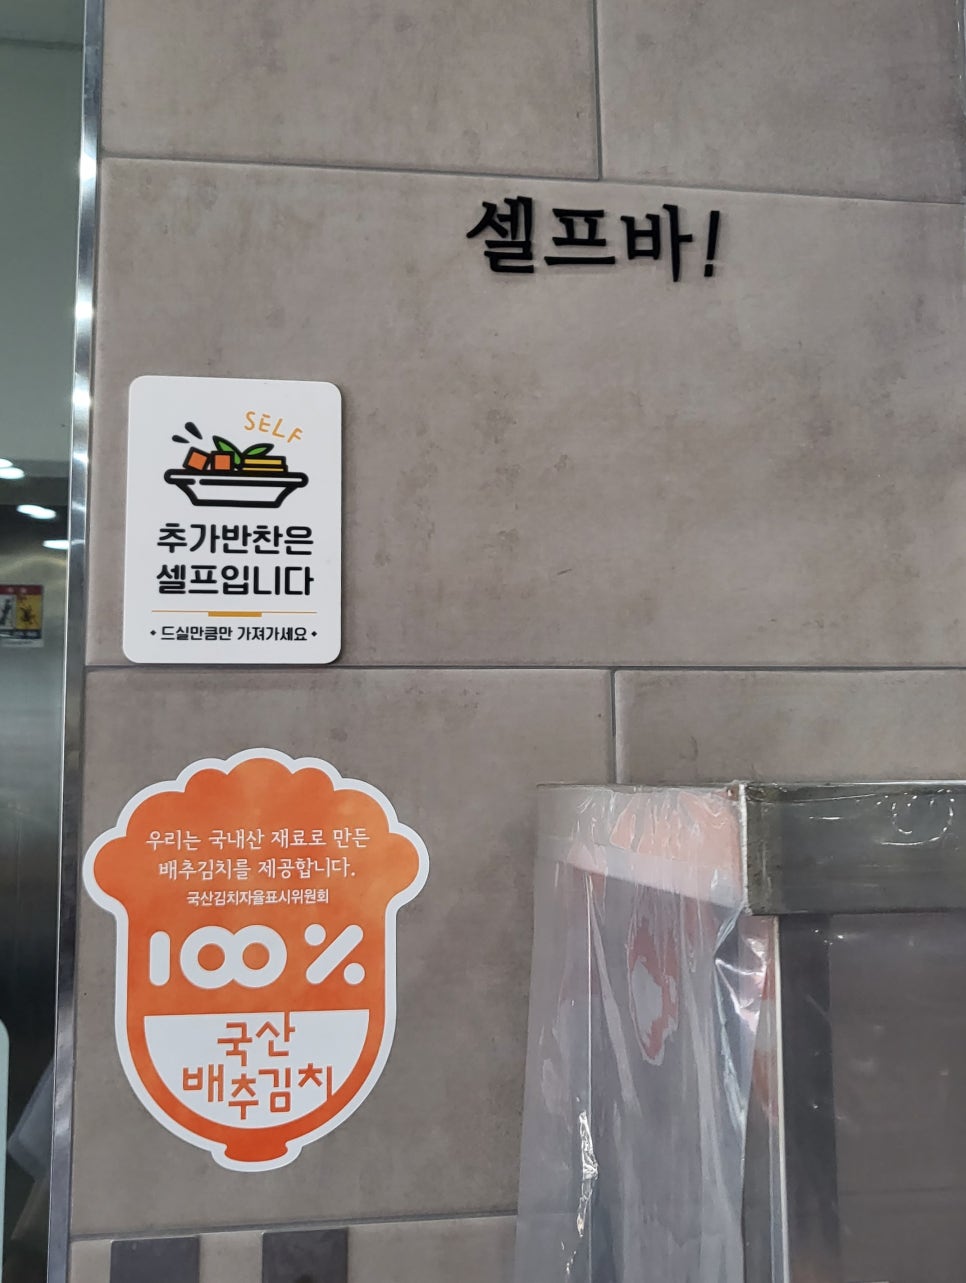 셀프바!
SELF
추가반찬은
셀프입니다
• 드실만큼만 가져가세요 •
우리는 국내산 재료로 만든
배추김치를 제공합니다.
국산김치자율표시위원회
100%
국산
배추김치